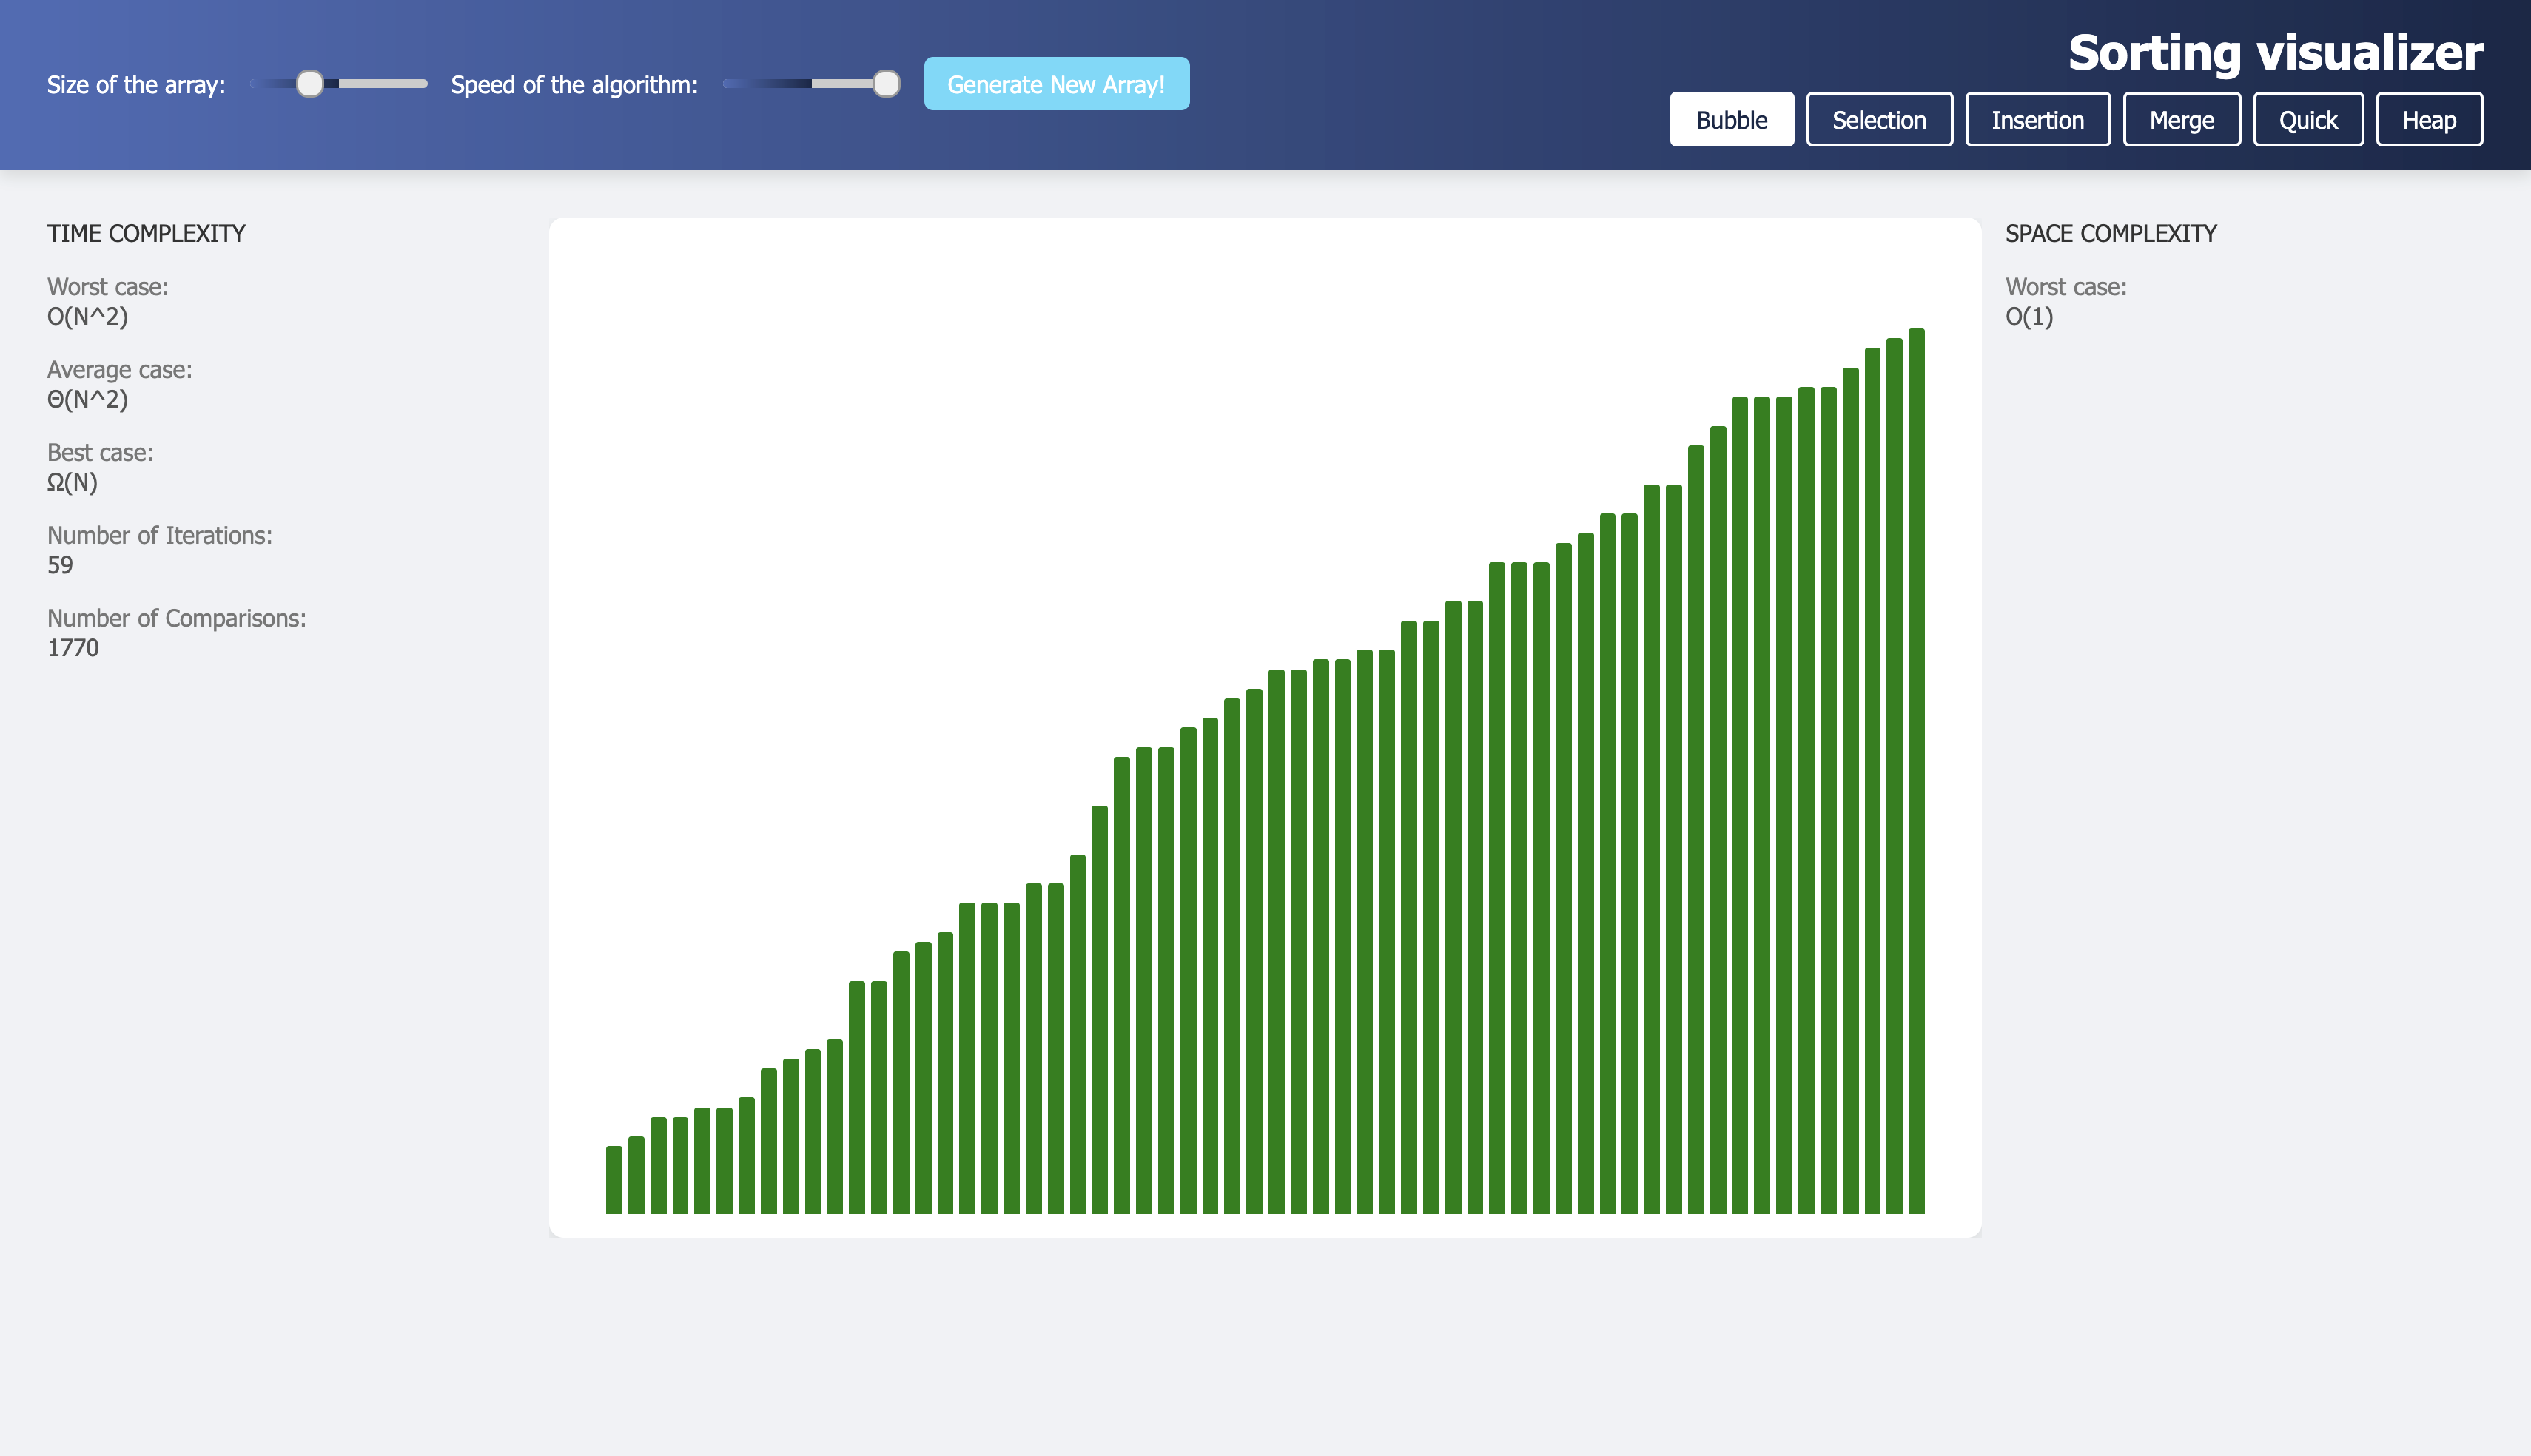 Sorting visualizer
Size of the array:
Speed of the algorithm:
Generate New Array!
Bubble
Selection
Insertion
Merge
Quick
Heap
TIME COMPLEXITY
Worst case:
O(N^2)
Average case:
Θ(N^2)
Best case:
Ω(N)
Number of Iterations:
59
Number of Comparisons:
1770
SPACE COMPLEXITY
Worst case:
O(1)